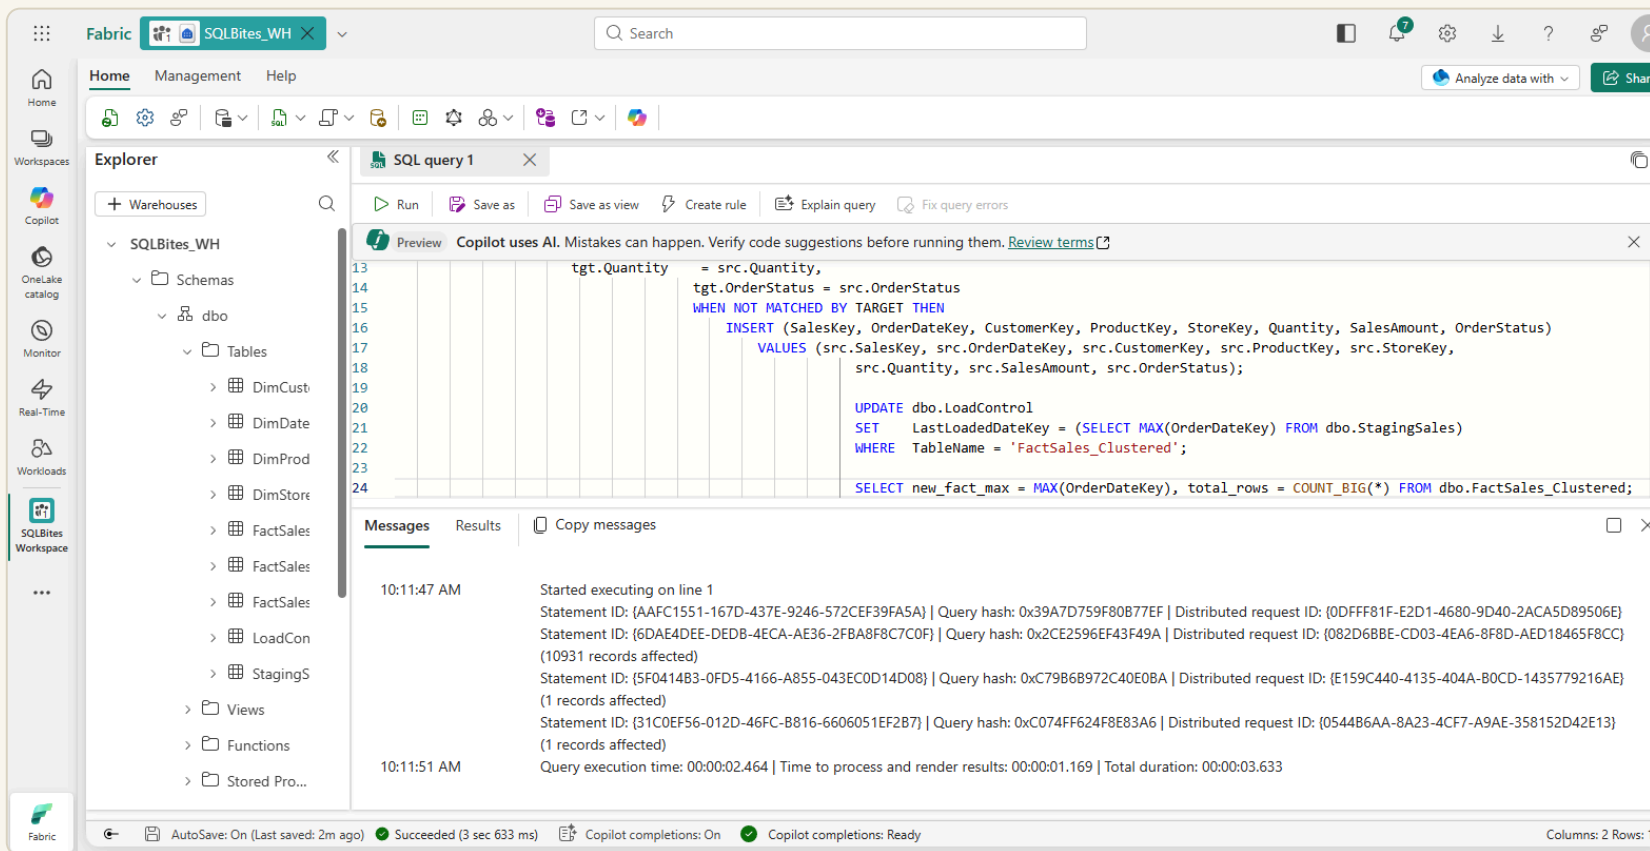 Fabric SQLBites_WH Search 7
Home Management Help Analyze data with
Home
Workspaces
Copilot
OneLake
catalog
Monitor
Real-Time
Workloads
SQLBites
Workspace
Fabric
Explorer
+ Warehouses
SQLBites_WH
Schemas
dbo
Tables
DimCust
DimDate
DimProd
DimStore
FactSales
FactSales
FactSales
LoadCon
StagingS
Views
Functions
Stored Pro...
SQL query 1
Run Save as Save as view Create rule Explain query Fix query errors
Preview Copilot uses AI. Mistakes can happen. Verify code suggestions before running them. Review terms
13 tgt.Quantity = src.Quantity,
14 tgt.OrderStatus = src.OrderStatus
15 WHEN NOT MATCHED BY TARGET THEN
16 INSERT (SalesKey, OrderDateKey, CustomerKey, ProductKey, StoreKey, Quantity, SalesAmount, OrderStatus)
17 VALUES (src.SalesKey, src.OrderDateKey, src.CustomerKey, src.ProductKey, src.StoreKey,
18 src.Quantity, src.SalesAmount, src.OrderStatus);
19
20 UPDATE dbo.LoadControl
21 SET LastLoadedDateKey = (SELECT MAX(OrderDateKey) FROM dbo.StagingSales)
22 WHERE TableName = 'FactSales_Clustered';
23
24 SELECT new_fact_max = MAX(OrderDateKey), total_rows = COUNT_BIG(*) FROM dbo.FactSales_Clustered;
Messages Results Copy messages
10:11:47 AM Started executing on line 1
Statement ID: {AAFC1551-167D-437E-9246-572CEF39FA5A} | Query hash: 0x39A7D759F80B77EF | Distributed request ID: {0DFFF81F-E2D1-4680-9D40-2ACA5D89506E}
Statement ID: {6DAE4DEE-DEDB-4ECA-AE36-2FBA8F8C7C0F} | Query hash: 0x2CE2596EF43F49A | Distributed request ID: {082D6BBE-CD03-4EA6-8F8D-AED18465F8CC}
(10931 records affected)
Statement ID: {5F0414B3-0FD5-4166-A855-043EC0D14D08} | Query hash: 0xC79B6B972C40E0BA | Distributed request ID: {E159C440-4135-404A-B0CD-1435779216AE}
(1 records affected)
Statement ID: {31C0EF56-012D-46FC-B816-6606051EF2B7} | Query hash: 0xC074FF624F8E83A6 | Distributed request ID: {0544B6AA-8A23-4CF7-A9AE-358152D42E13}
(1 records affected)
10:11:51 AM Query execution time: 00:00:02.464 | Time to process and render results: 00:00:01.169 | Total duration: 00:00:03.633
AutoSave: On (Last saved: 2m ago) Succeeded (3 sec 633 ms) Copilot completions: On Copilot completions: Ready Columns: 2 Rows: